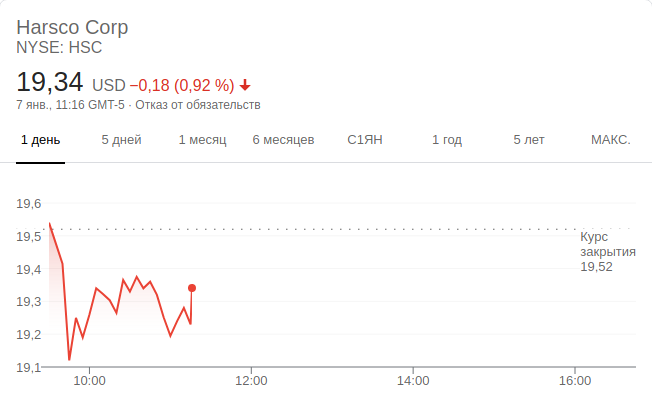 Harsco Corp
NYSE: HSC
19,34 USD −0,18 (0,92 %)
7 янв., 11:16 GMT-5 · Отказ от обязательств
1 день 5 дней 1 месяц 6 месяцев С1ЯН 1 год 5 лет МАКС.
19,6
19,5
19,4
19,3
19,2
19,1
Курс
закрытия
19,52
10:00 12:00 14:00 16:00